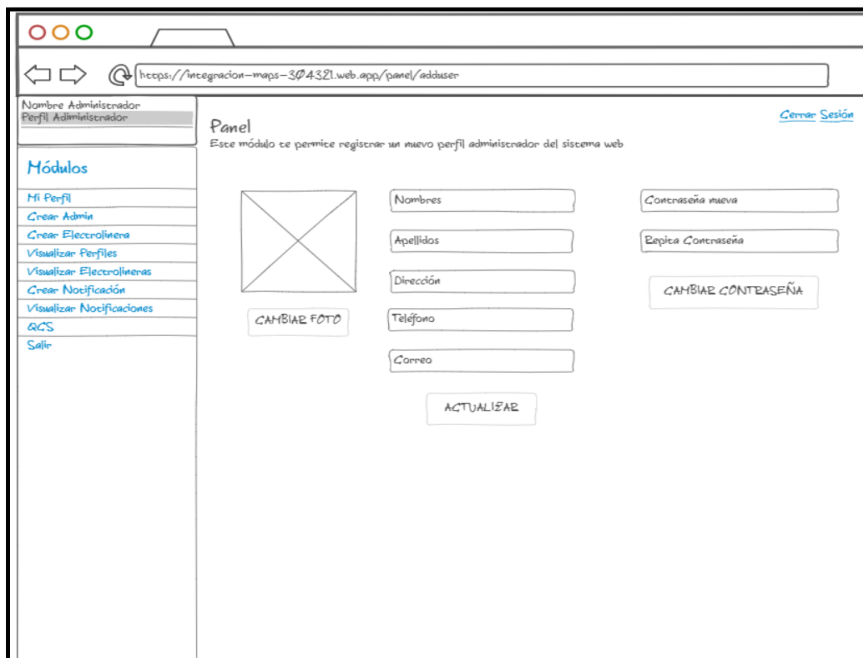 https://integracion-maps-304321.web.app/panel/adduser
Nombre Administrador
Perfil Administrador
Cerrar Sesión
Panel
Este módulo te permite registrar un nuevo perfil administrador del sistema web
Módulos
Mi Perfil
Crear Admin
Crear Electrolinera
Visualizar Perfiles
Visualizar Electrolineras
Crear Notificación
Visualizar Notificaciones
QCS
Salir
CAMBIAR FOTO
Nombres
Apellidos
Dirección
Teléfono
Correo
ACTUALIZAR
Contraseña nueva
Repita Contraseña
CAMBIAR CONTRASEÑA